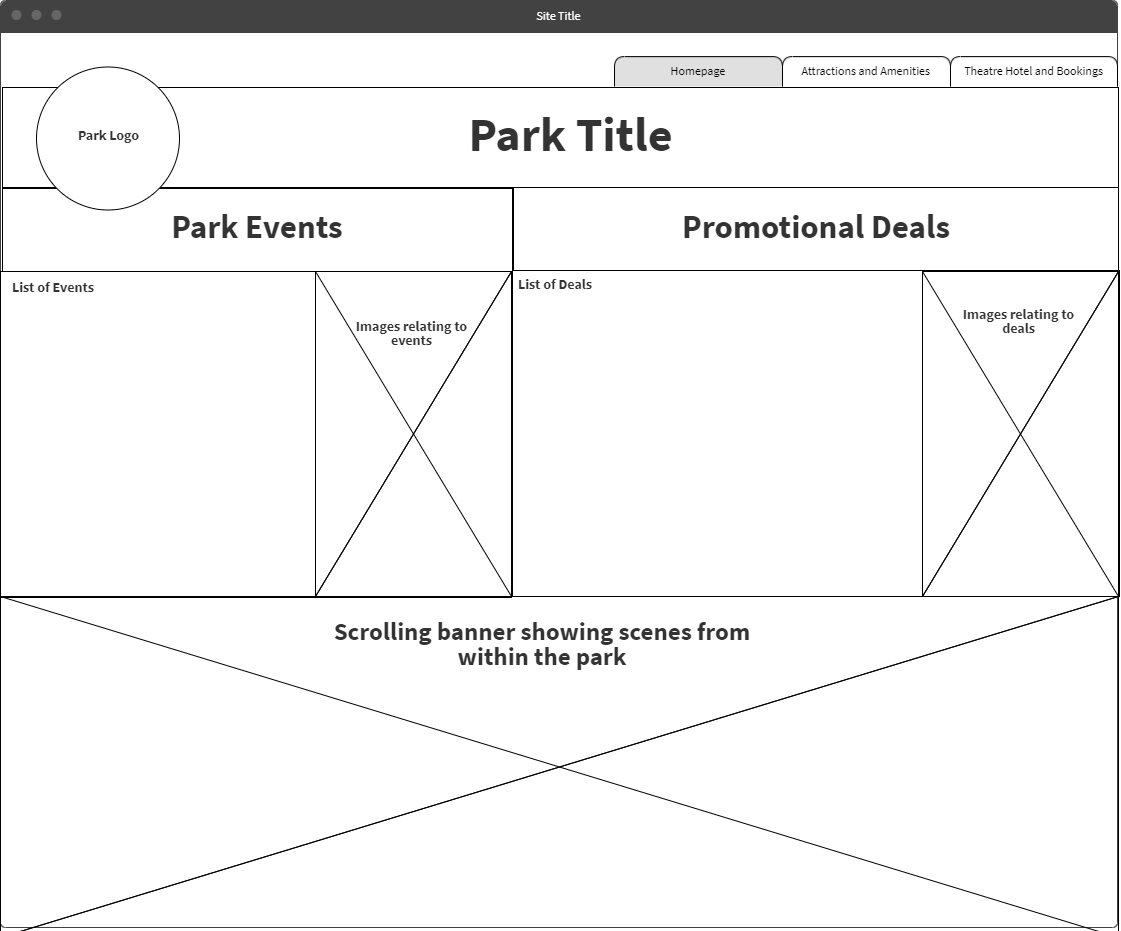 Site Title
Homepage
Attractions and Amenities
Theatre Hotel and Bookings
Park Logo
Park Title
Park Events
Promotional Deals
List of Events
Images relating to
events
List of Deals
Images relating to
deals
Scrolling banner showing scenes from
within the park